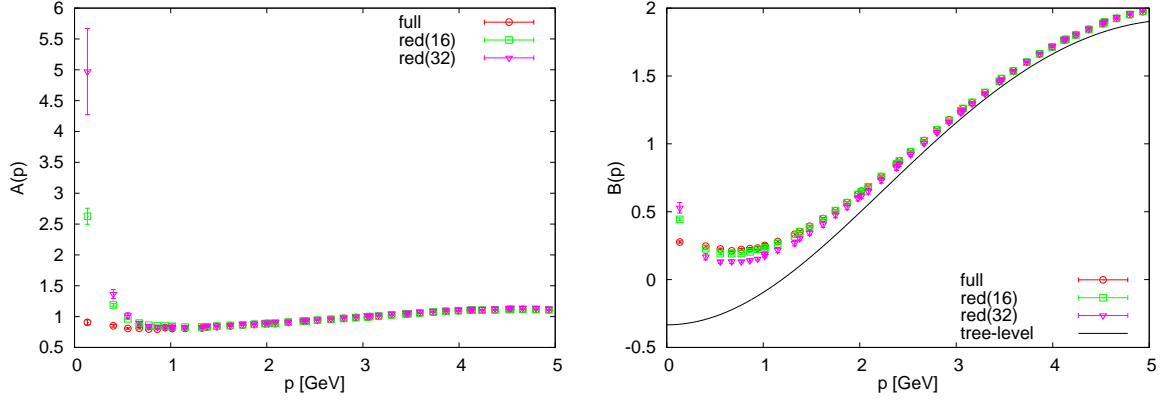 6
5.5
5
4.5
4
3.5
3
2.5
2
1.5
1
0.5
A(p)
0 1 2 3 4 5
p [GeV]
full
red(16)
red(32)
2
1.5
1
0.5
0
-0.5
B(p)
0 1 2 3 4 5
p [GeV]
full
red(16)
red(32)
tree-level